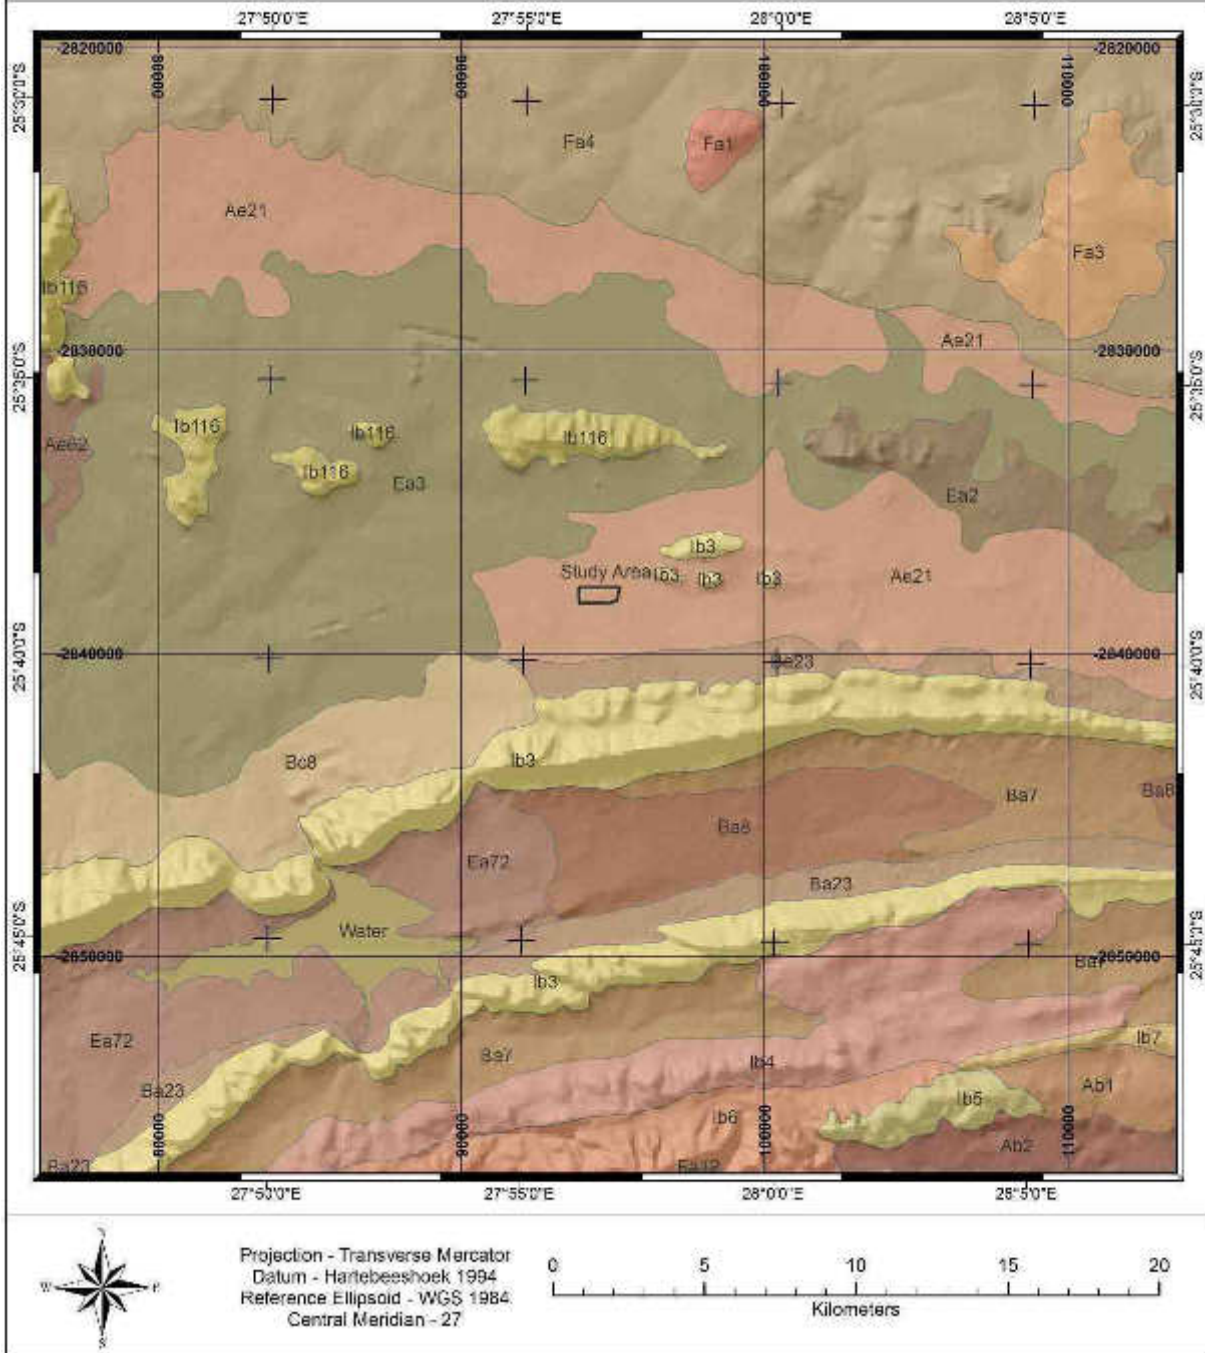 27°50'0"E 27°55'0"E 28°0'0"E 28°5'0"E
-2820000 -2820000
80000 90000 100000 110000
25°30'0"S 25°30'0"S
Fa4
Fa1
Ae21
Fa3
Ib116
Ae21
-2830000 -2830000
25°35'0"S 25°35'0"S
Ib116
Ib116
Ib116
Ae62
Ib116
Ea3
Ea2
Ib3
Study Area
Ib3
Ib3
Ib3
Ae21
-2840000 -2840000
25°40'0"S 25°40'0"S
Ba23
Bc8
Ib3
Ba7
Ba8
Ba8
Ea72
Ba23
Water
25°45'0"S 25°45'0"S
-2850000 -2850000
Ba7
Ib3
Ea72
Ba7
Ib4
Ib7
Ba23
Ab1
Ib5
Ib6
Ab2
Ba23
80000 90000 100000 110000
27°50'0"E 27°55'0"E 28°0'0"E 28°5'0"E
N
W E
S
Projection - Transverse Mercator
Datum - Hartebeeshoek 1994
Reference Ellipsoid - WGS 1984
Central Meridian - 27
0 5 10 15 20
Kilometers